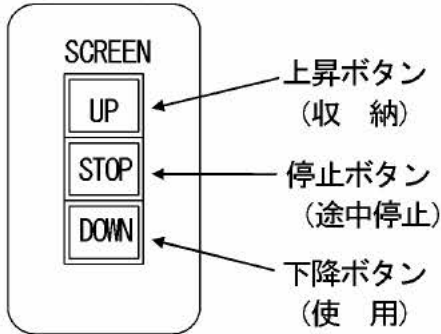 SCREEN
UP
STOP
DOWN
上昇ボタン
(収 納)
停止ボタン
(途中停止)
下降ボタン
(使 用)